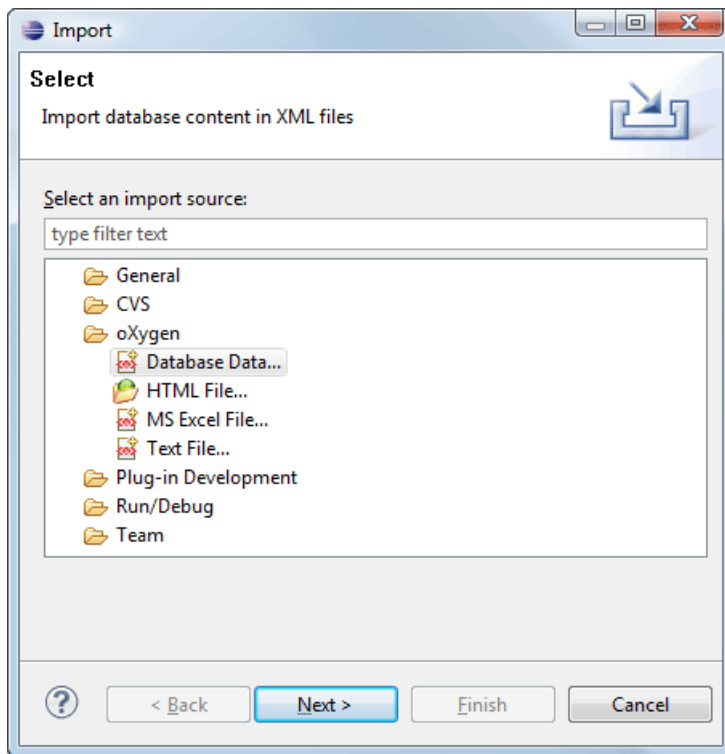 Import
Select
Import database content in XML files
Select an import source:
type filter text
General
CVS
oXygen
Database Data...
HTML File...
MS Excel File...
Text File...
Plug-in Development
Run/Debug
Team
? < Back Next > Finish Cancel